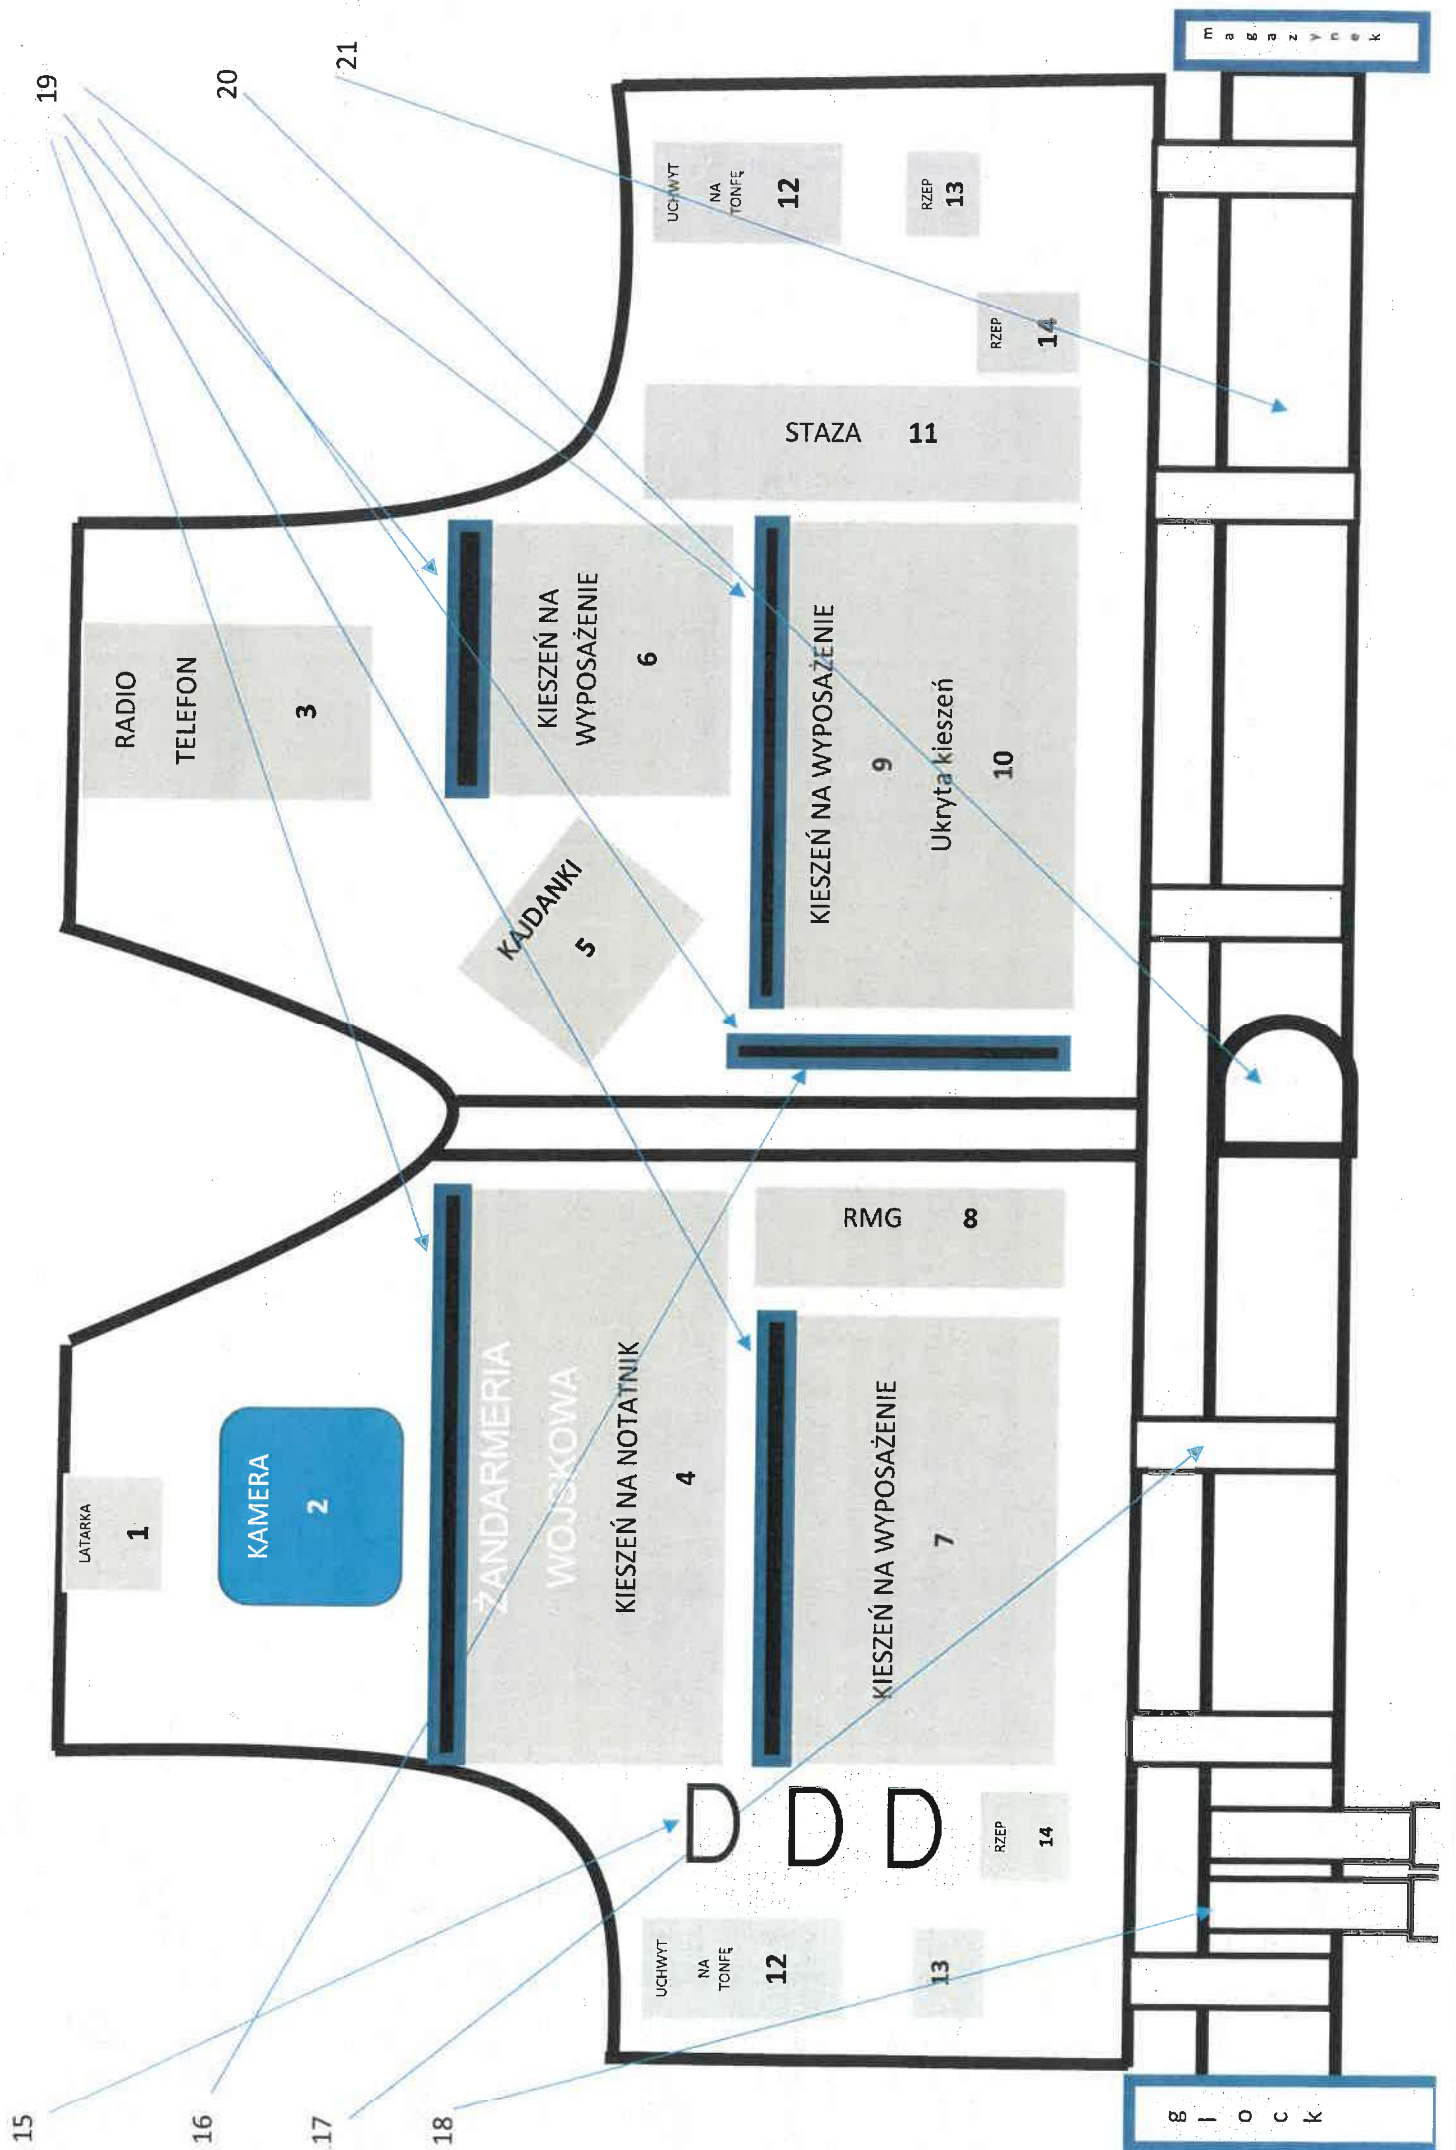 15
16
17
18
19
20
21
LATARKA
1
KAMERA
2
RADIO
TELEFON
3
ŻANDARMERIA
WOJSKOWA
KIESZEŃ NA NOTATNIK
4
KAJDANKI
5
KIESZEŃ NA
WYPOSAŻENIE
6
KIESZEŃ NA WYPOSAŻENIE
7
RMG 8
KIESZEŃ NA WYPOSAŻENIE
9
Ukryta kieszeń
10
STAZA 11
UCHWYT
NA
TONFĘ
12
13
RZEP
14
UCHWYT
NA
TONFĘ
12
RZEP
13
RZEP
14
g
l
o
c
k
m
a
g
a
z
y
n
e
k